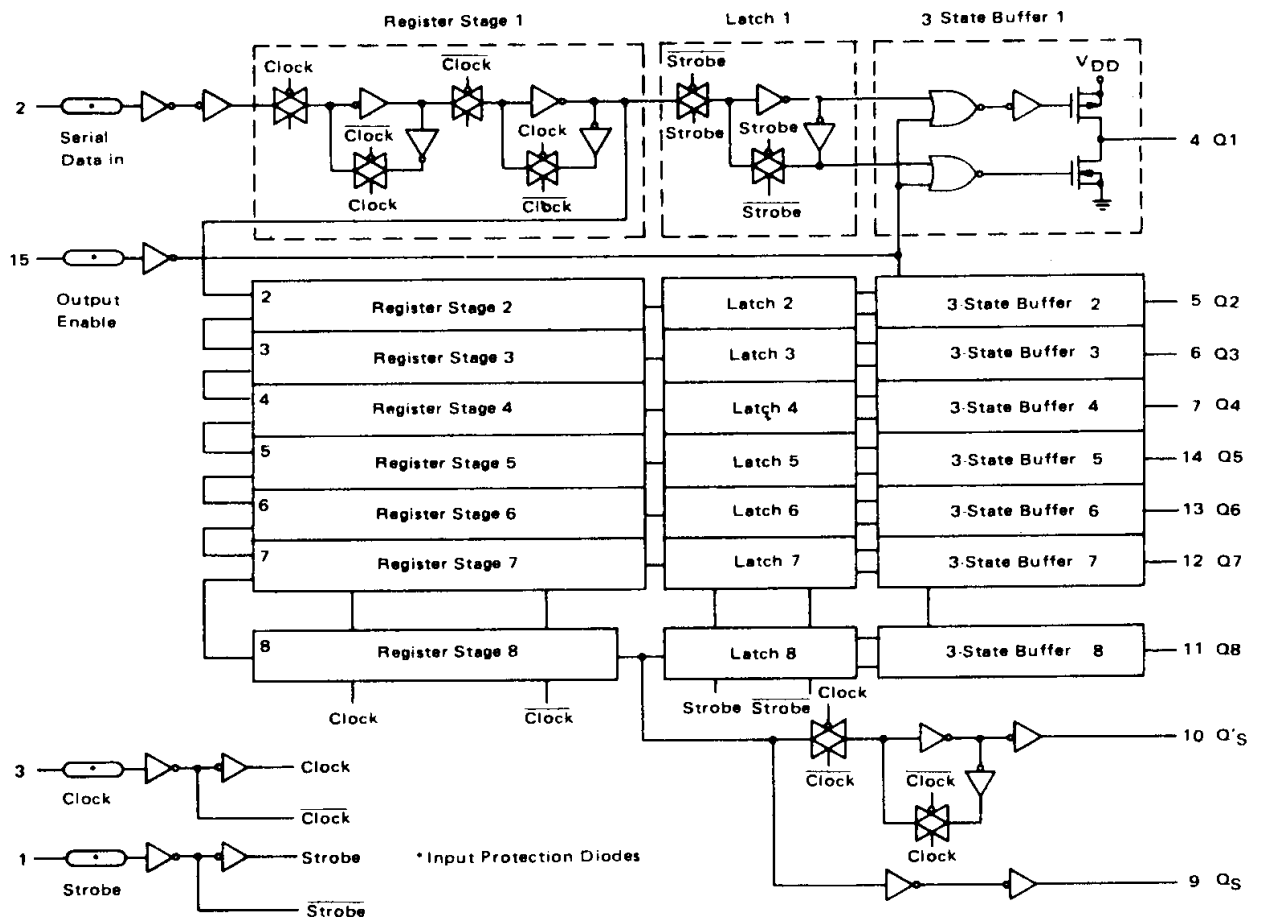 Register Stage 1
Latch 1
3 State Buffer 1
Clock
Clock
Strobe
VDD
2
Serial
Data in
Clock
Clock
Strobe
Strobe
4 Q1
Clock
Clock
Strobe
15
Output
Enable
2
Register Stage 2
Latch 2
3-State Buffer 2
5 Q2
3
Register Stage 3
Latch 3
3-State Buffer 3
6 Q3
4
Register Stage 4
Latch 4
3-State Buffer 4
7 Q4
5
Register Stage 5
Latch 5
3-State Buffer 5
14 Q5
6
Register Stage 6
Latch 6
3-State Buffer 6
13 Q6
7
Register Stage 7
Latch 7
3-State Buffer 7
12 Q7
8
Register Stage 8
Latch 8
3-State Buffer 8
11 Q8
Clock
Clock
Strobe
Strobe
Clock
10 Q'S
Clock
Clock
Clock
3
Clock
Clock
Clock
1
Strobe
Strobe
Strobe
*Input Protection Diodes
9 QS